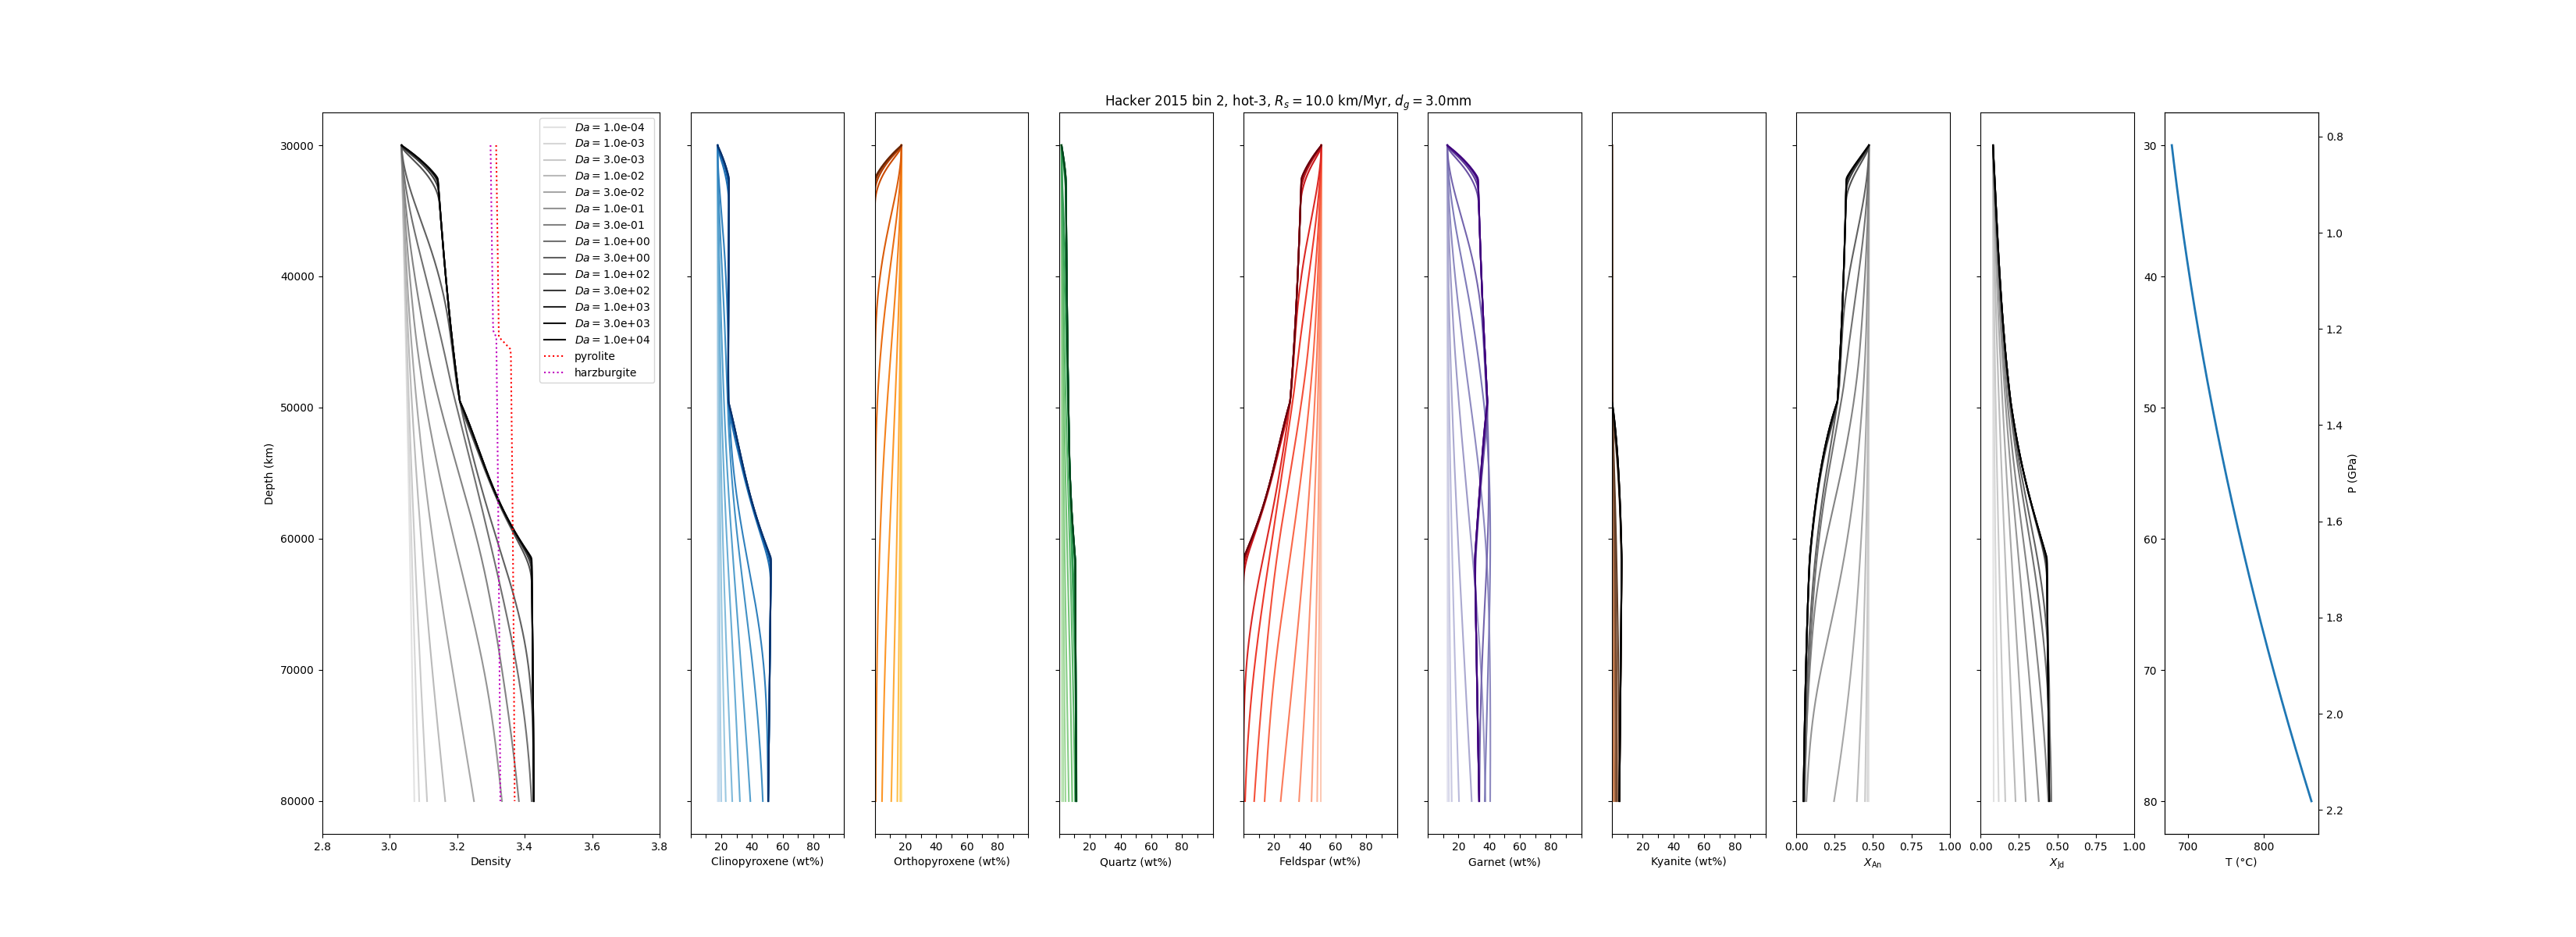 Hacker 2015 bin 2, hot-3, $R_s = 10.0$ km/Myr, $d_g = 3.0$mm
Da = 1.0e-04
Da = 1.0e-03
Da = 3.0e-03
Da = 1.0e-02
Da = 3.0e-02
Da = 1.0e-01
Da = 3.0e-01
Da = 1.0e+00
Da = 3.0e+00
Da = 1.0e+02
Da = 3.0e+02
Da = 1.0e+03
Da = 3.0e+03
Da = 1.0e+04
pyrolite
harzburgite
Depth (km)
30000
40000
50000
60000
70000
80000
2.8 3.0 3.2 3.4 3.6 3.8
Density
20 40 60 80
Clinopyroxene (wt%)
20 40 60 80
Orthopyroxene (wt%)
20 40 60 80
Quartz (wt%)
20 40 60 80
Feldspar (wt%)
20 40 60 80
Garnet (wt%)
20 40 60 80
Kyanite (wt%)
0.00 0.25 0.50 0.75 1.00
$X_{An}$
0.00 0.25 0.50 0.75 1.00
$X_{Jd}$
30
40
50
60
70
80
700 800
T (°C)
0.8
1.0
1.2
1.4
1.6
1.8
2.0
2.2
P (GPa)